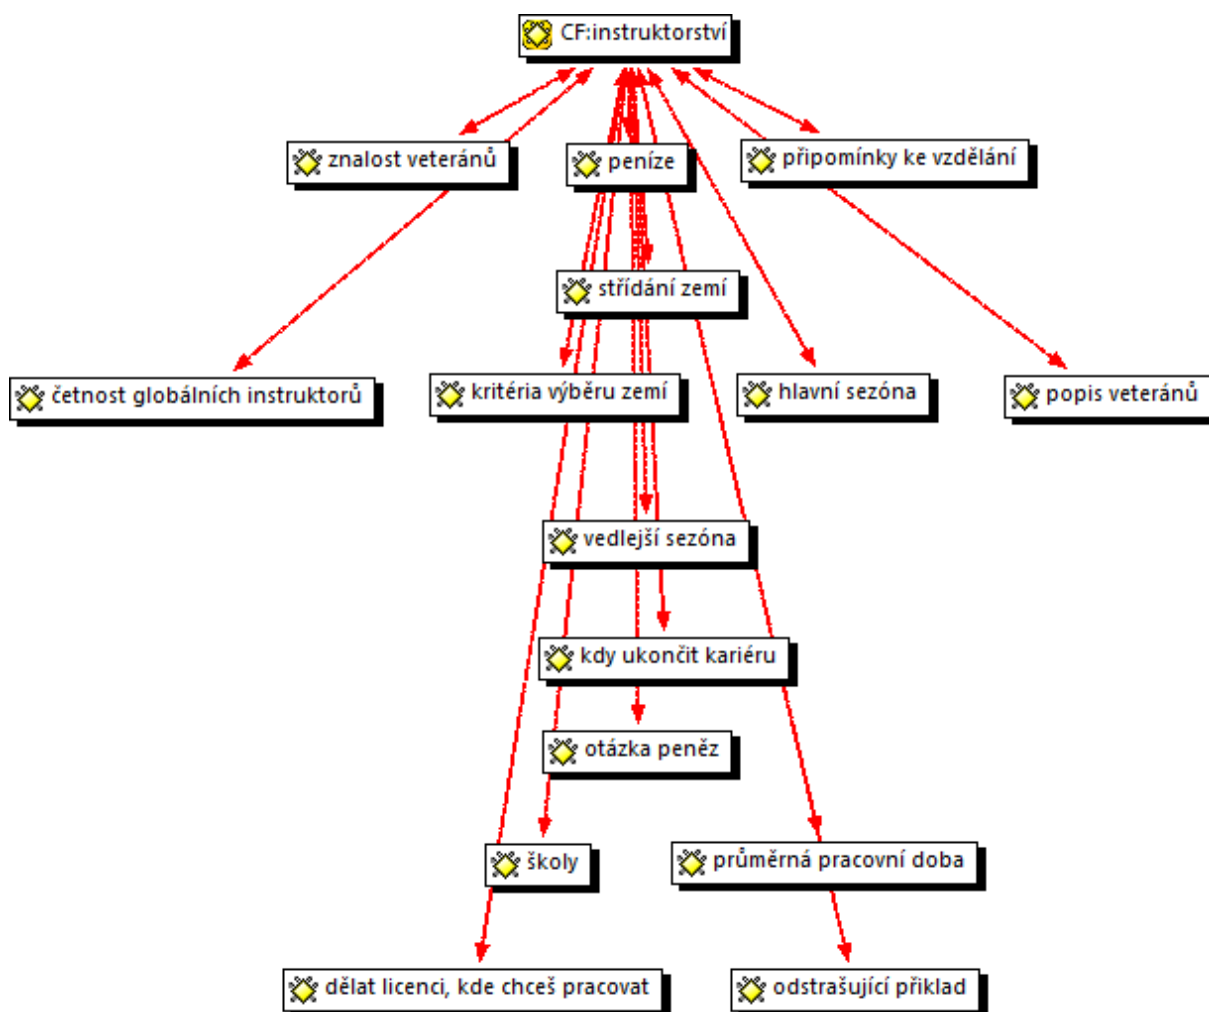 CF:instruktorství
znalost veteránů
peníze
připomínky ke vzdělání
střídání zemí
četnost globálních instruktorů
kritéria výběru zemí
hlavní sezóna
popis veteránů
vedlejší sezóna
kdy ukončit kariéru
otázka peněz
školy
průměrná pracovní doba
dělat licenci, kde chceš pracovat
odstrašující přiklad